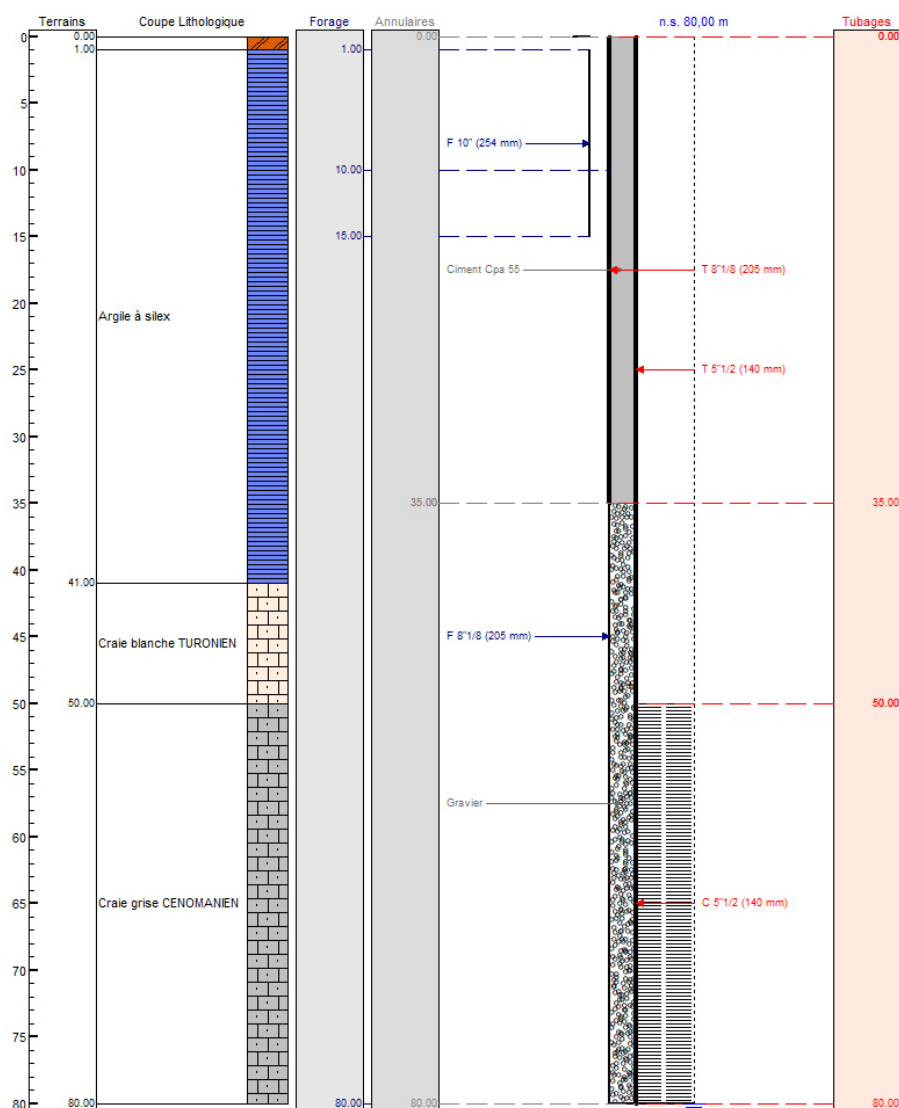 Terrains Coupe Lithologique Forage Annulaires n.s. 80,00 m Tubages
0 0.00 0.00 0.00
1.00 1.00
5
F 10" (254 mm)
10 10.00
15 15.00
Ciment Cpa 55 T 8"1/8 (205 mm)
20
Argile à silex
25 T 5"1/2 (140 mm)
30
35 35.00 35.00
40
41.00
45 Craie blanche TURONIEN F 8"1/8 (205 mm)
50 50.00 50.00
55
Gravier
60
65 Craie grise CENOMANIEN C 5"1/2 (140 mm)
70
75
80 80.00 80.00 80.00 80.00